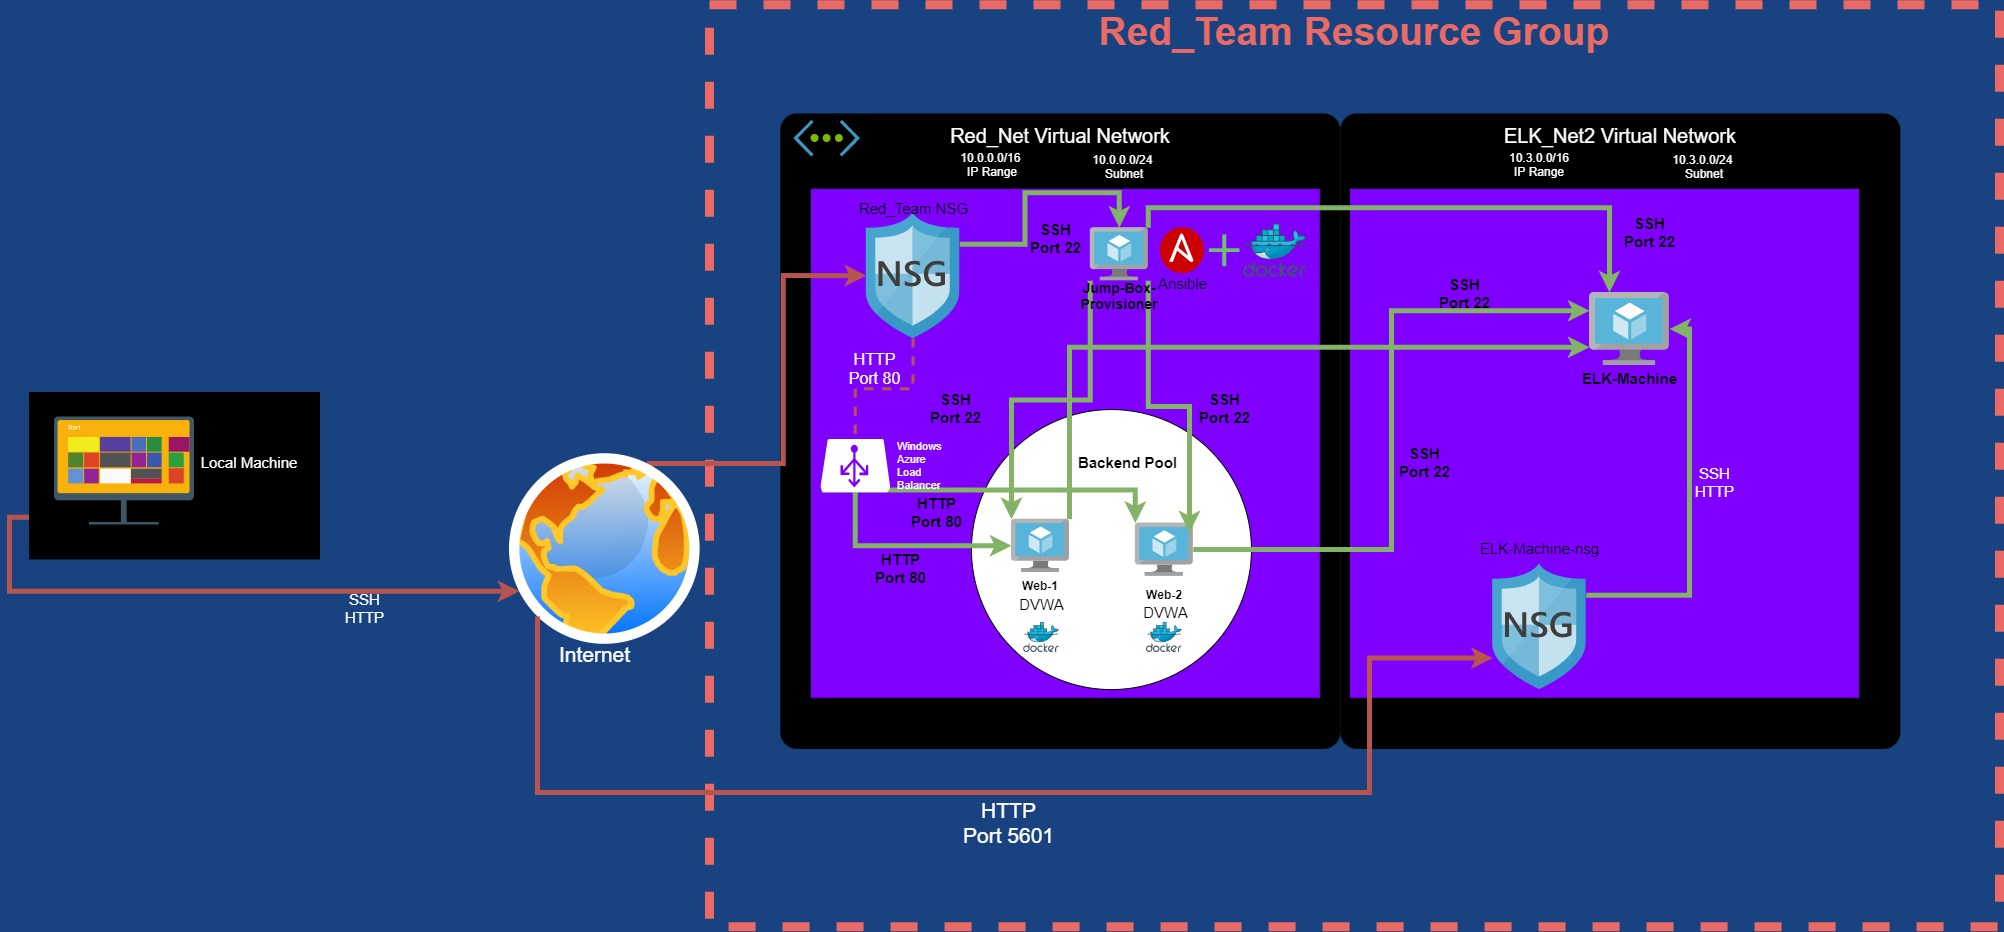 Red_Team Resource Group
Red_Net Virtual Network
10.0.0.0/16
IP Range
10.0.0.0/24
Subnet
ELK_Net2 Virtual Network
10.3.0.0/16
IP Range
10.3.0.0/24
Subnet
Red_Team NSG
NSG
SSH
Port 22
Jump-Box-
Provisioner
Ansible
docker
SSH
Port 22
SSH
Port 22
ELK-Machine
HTTP
Port 80
SSH
Port 22
SSH
Port 22
Start
Local Machine
Windows
Azure
Load
Balancer
Backend Pool
SSH
Port 22
SSH
HTTP
HTTP
Port 80
HTTP
Port 80
Web-1
DVWA
docker
Web-2
DVWA
docker
ELK-Machine-nsg
NSG
SSH
HTTP
Internet
HTTP
Port 5601